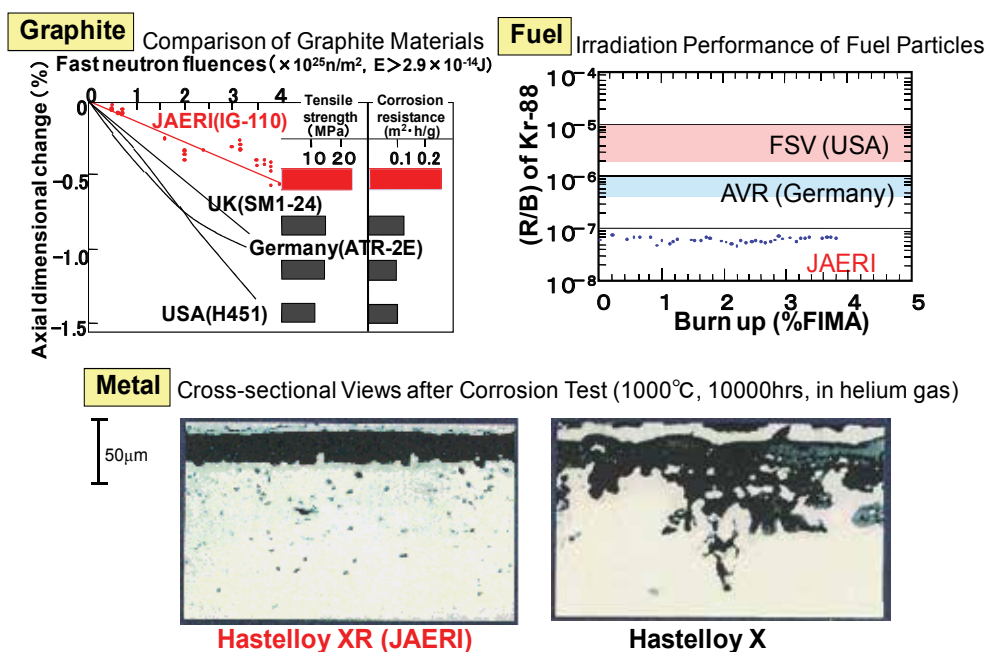 Graphite Comparison of Graphite Materials
Fast neutron fluences (×10²⁵n/m², E>2.9×10⁻¹⁴J)
0 1 2 3 4
Axial dimensional change (%)
0
−0.5
−1.0
−1.5
JAERI(IG-110)
UK(SM1-24)
Germany(ATR-2E)
USA(H451)
Tensile
strength
(MPa)
10 20
Corrosion
resistance
(m²·h/g)
0.1 0.2
Fuel Irradiation Performance of Fuel Particles
(R/B) of Kr-88
10⁻⁴
10⁻⁵
10⁻⁶
10⁻⁷
10⁻⁸
FSV (USA)
AVR (Germany)
JAERI
0 1 2 3 4 5
Burn up (%FIMA)
Metal Cross-sectional Views after Corrosion Test (1000℃, 10000hrs, in helium gas)
50μm
Hastelloy XR (JAERI)
Hastelloy X